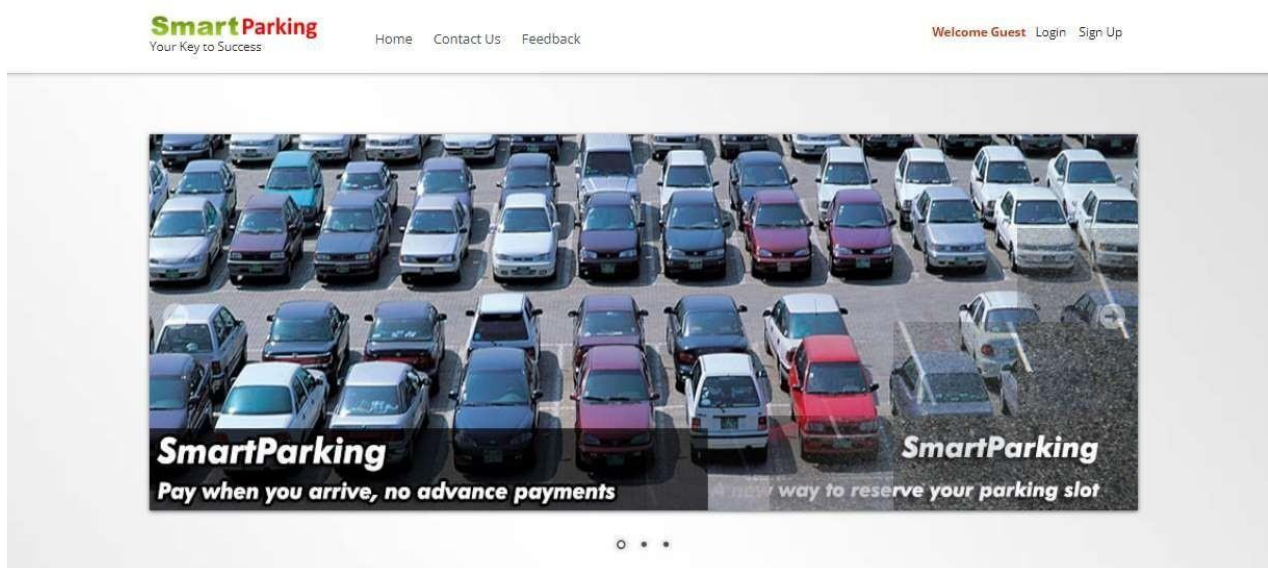 SmartParking
Your Key to Success
Home Contact Us Feedback
Welcome Guest Login Sign Up
SmartParking
Pay when you arrive, no advance payments
SmartParking
A new way to reserve your parking slot